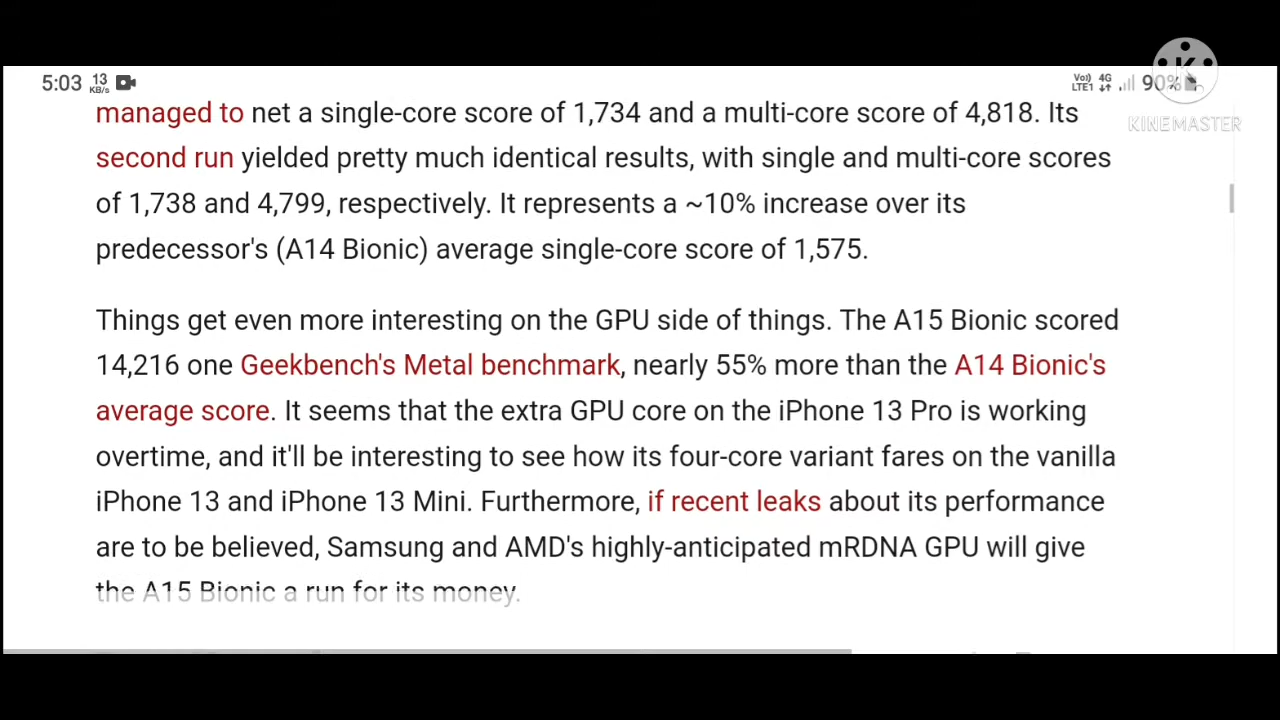 5:03 13 KB/s Vo) LTE1 4G 90%
KINEMASTER
managed to net a single-core score of 1,734 and a multi-core score of 4,818. Its
second run yielded pretty much identical results, with single and multi-core scores
of 1,738 and 4,799, respectively. It represents a ~10% increase over its
predecessor's (A14 Bionic) average single-core score of 1,575.
Things get even more interesting on the GPU side of things. The A15 Bionic scored
14,216 one Geekbench's Metal benchmark, nearly 55% more than the A14 Bionic's
average score. It seems that the extra GPU core on the iPhone 13 Pro is working
overtime, and it'll be interesting to see how its four-core variant fares on the vanilla
iPhone 13 and iPhone 13 Mini. Furthermore, if recent leaks about its performance
are to be believed, Samsung and AMD's highly-anticipated mRDNA GPU will give
the A15 Bionic a run for its money.